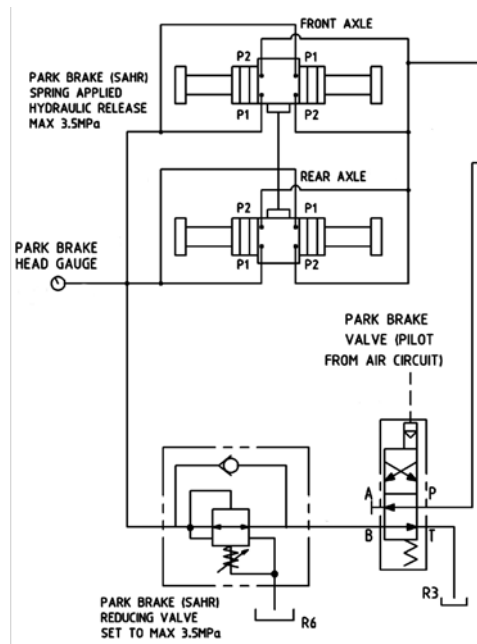 FRONT AXLE
P2
P1
PARK BRAKE (SAHR)
SPRING APPLIED
HYDRAULIC RELEASE
MAX 3.5MPa
P1
P2
REAR AXLE
P2
P1
P1
P2
PARK BRAKE
HEAD GAUGE
PARK BRAKE
VALVE (PILOT
FROM AIR CIRCUIT)
A
P
B
T
R3
R6
PARK BRAKE (SAHR)
REDUCING VALVE
SET TO MAX 3.5MPa